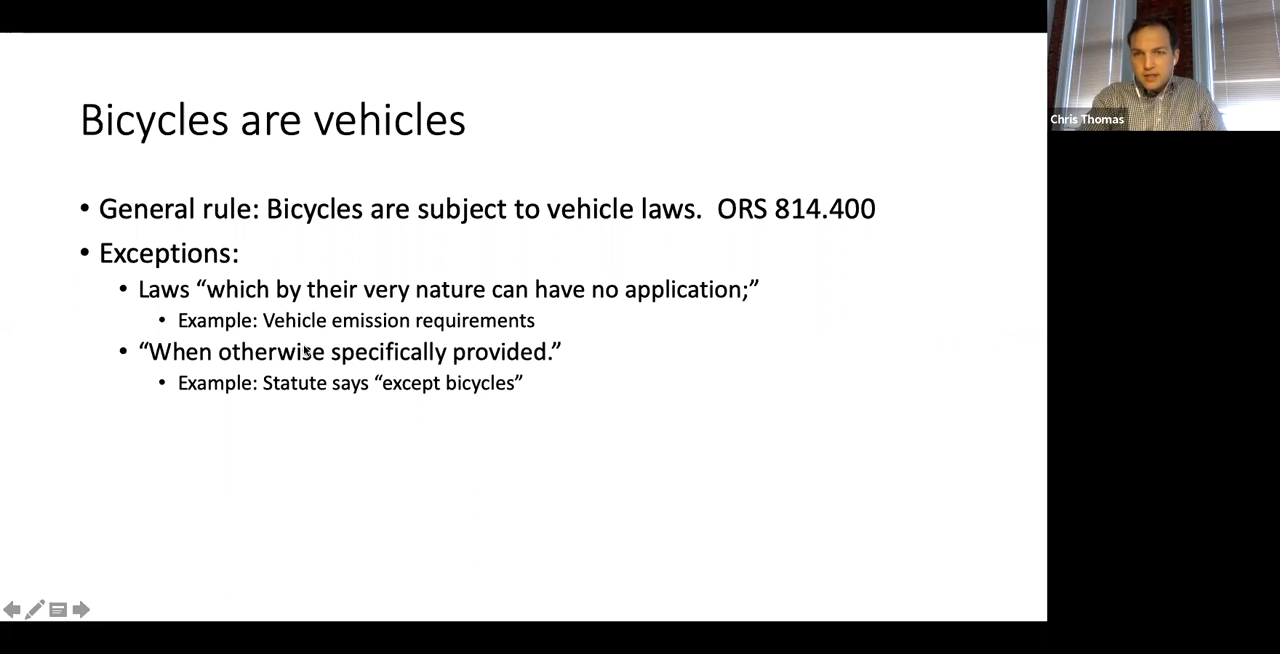 Bicycles are vehicles
• General rule: Bicycles are subject to vehicle laws.  ORS 814.400
• Exceptions:
• Laws “which by their very nature can have no application;”
• Example: Vehicle emission requirements
• “When otherwise specifically provided.”
• Example: Statute says “except bicycles”
Chris Thomas